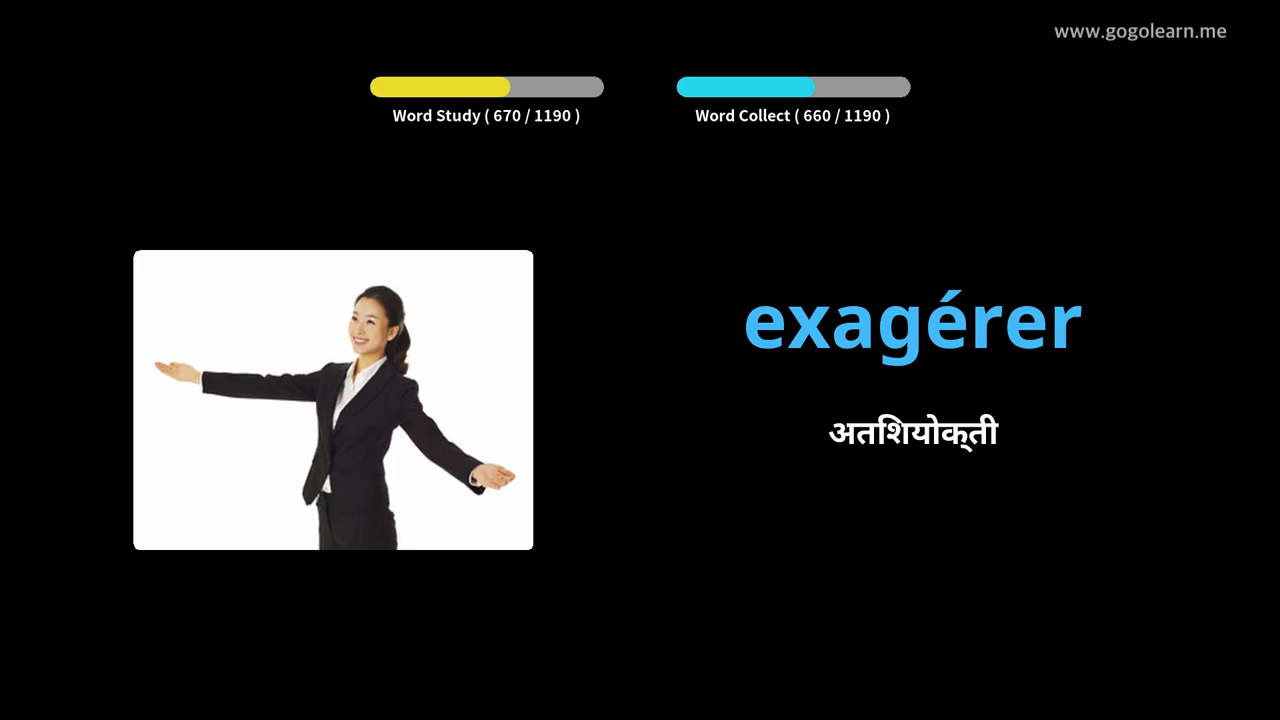 www.gogolearn.me
Word Study ( 670 / 1190 )
Word Collect ( 660 / 1190 )
exagérer
अतिशयोक्ती